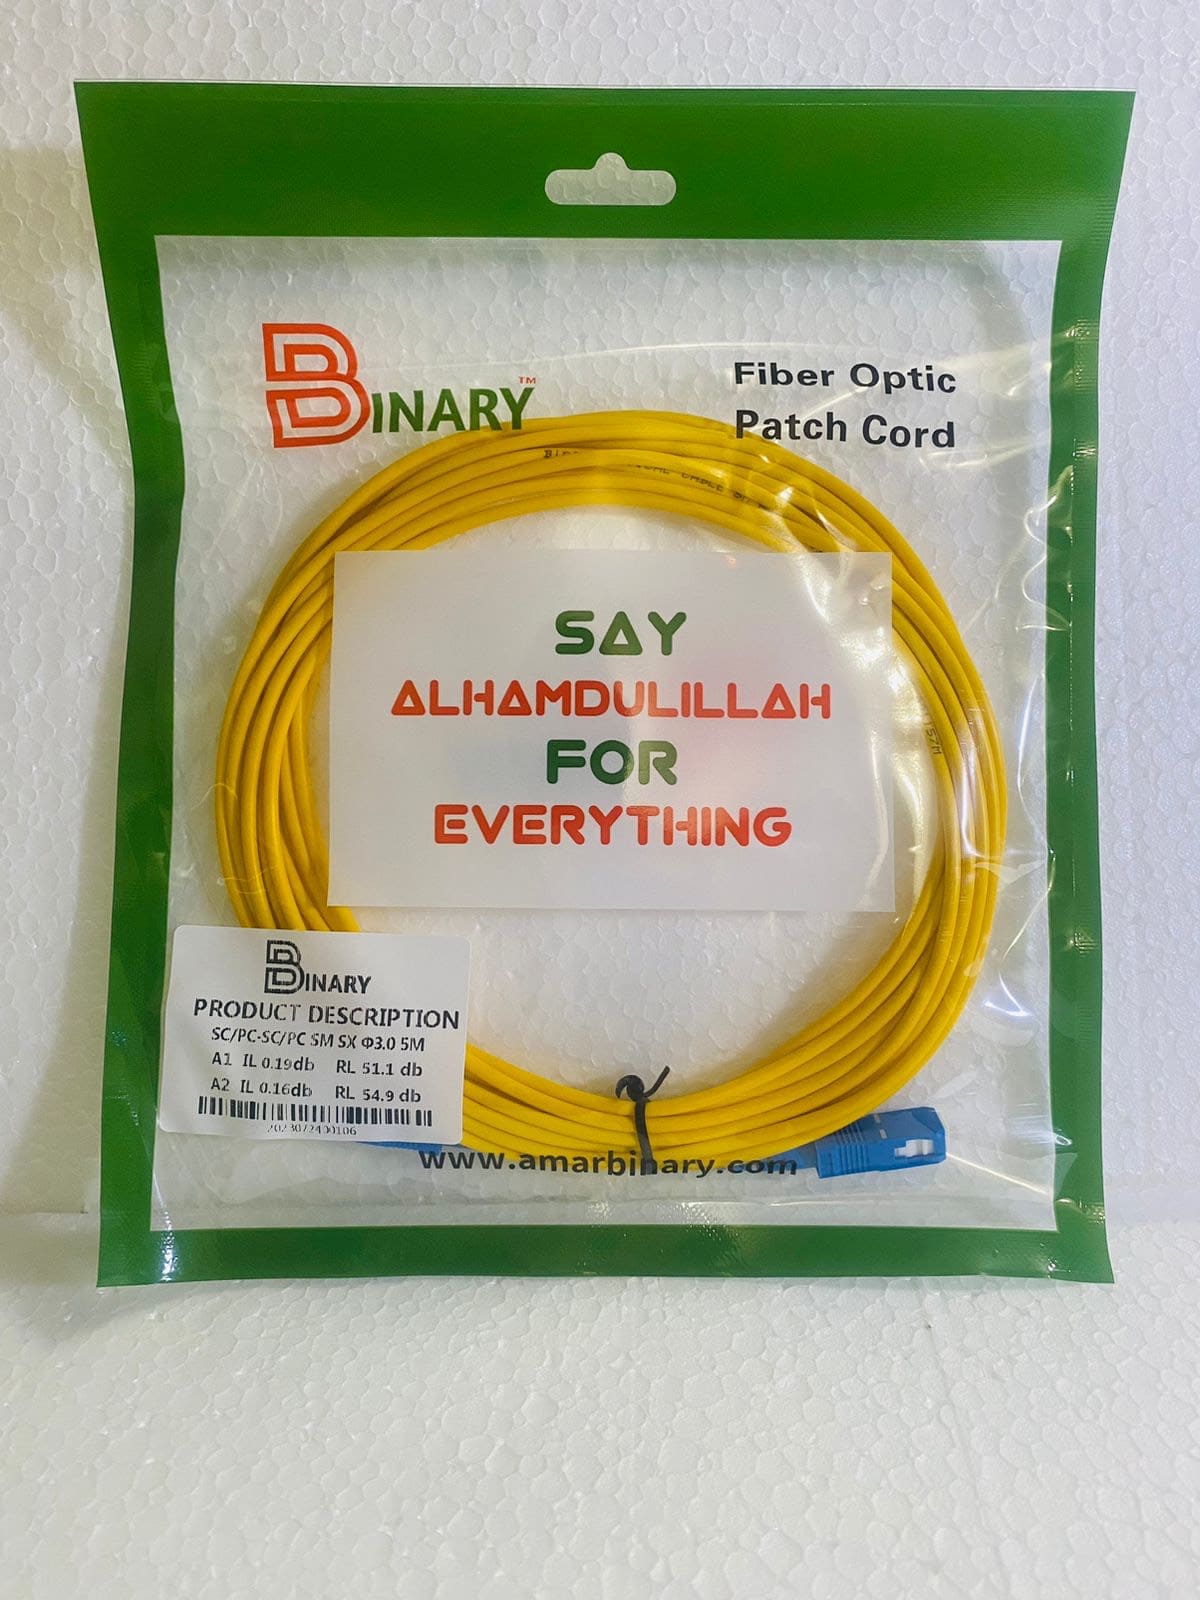 BINARY™
Fiber Optic
Patch Cord
CABLE
SAY
ALHAMDULILLAH
FOR
EVERYTHING
BINARY
PRODUCT DESCRIPTION
SC/PC-SC/PC SM SX Φ3.0 5M
A1 IL 0.19db RL 51.1 db
A2 IL 0.16db RL 54.9 db
2023072400106
www.amarbinary.com